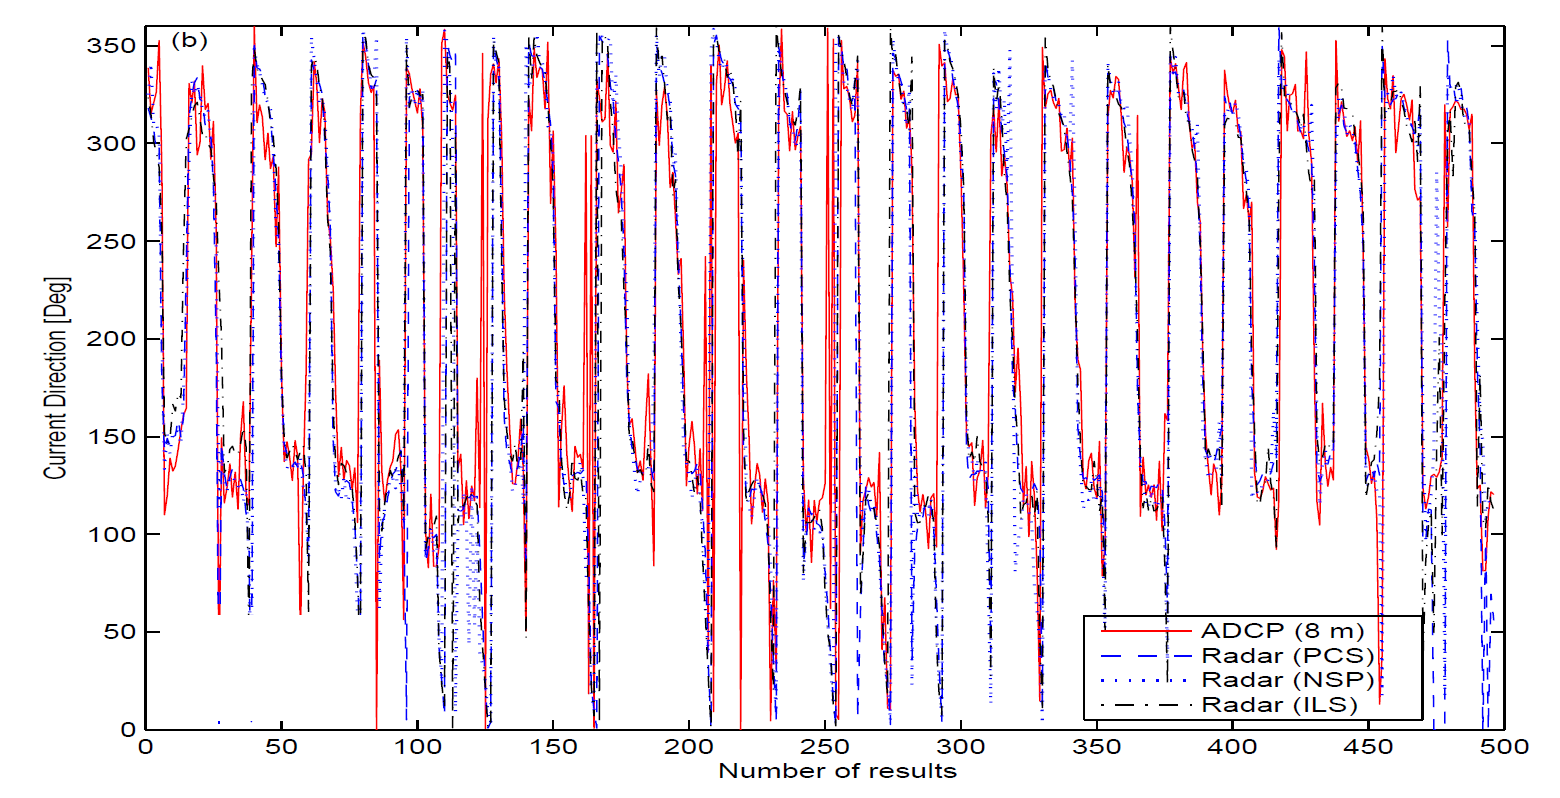 (b)
350
300
250
200
150
100
50
0
Current Direction [Deg]
0 50 100 150 200 250 300 350 400 450 500
Number of results
ADCP (8 m)
Radar (PCS)
Radar (NSP)
Radar (ILS)